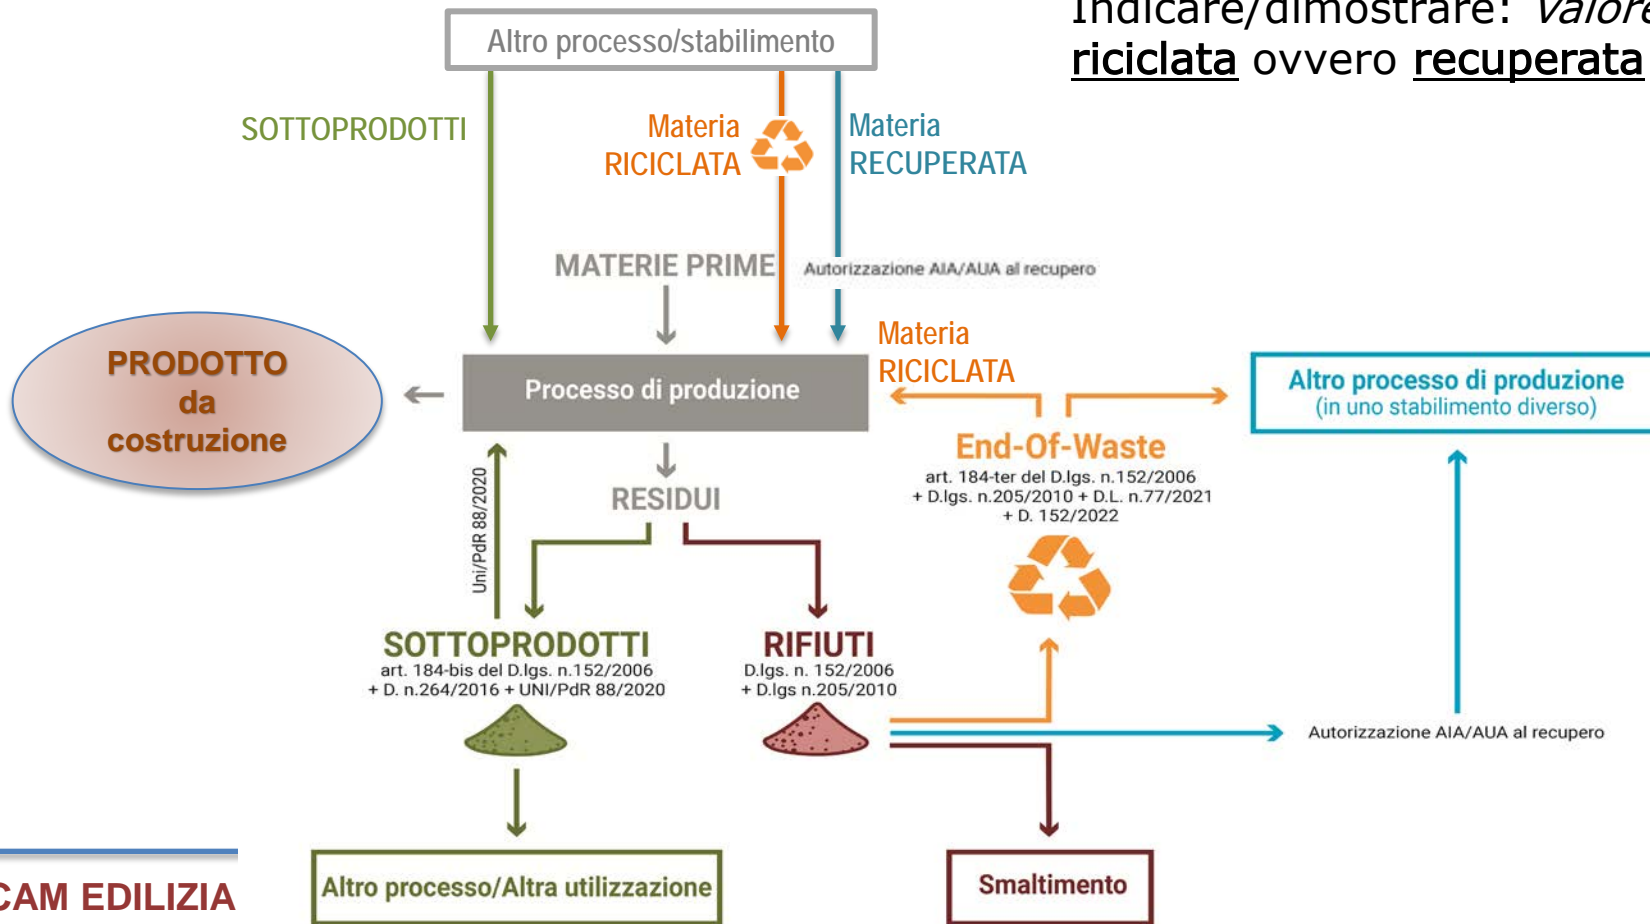 Indicare/dimostrare: Valore
riciclata ovvero recuperata
Altro processo/stabilimento
SOTTOPRODOTTI
Materia
RICICLATA
Materia
RECUPERATA
MATERIE PRIME
Autorizzazione AIA/AUA al recupero
PRODOTTO
da
costruzione
Processo di produzione
Materia
RICICLATA
Altro processo di produzione
(in uno stabilimento diverso)
End-Of-Waste
art. 184-ter del D.lgs. n.152/2006
+ D.lgs. n.205/2010 + D.L. n.77/2021
+ D. 152/2022
RESIDUI
Uni/PdR 88/2020
SOTTOPRODOTTI
art. 184-bis del D.lgs. n.152/2006
+ D. n.264/2016 + UNI/PdR 88/2020
RIFIUTI
D.lgs. n. 152/2006
+ D.lgs n.205/2010
Autorizzazione AIA/AUA al recupero
Altro processo/Altra utilizzazione
Smaltimento
CAM EDILIZIA